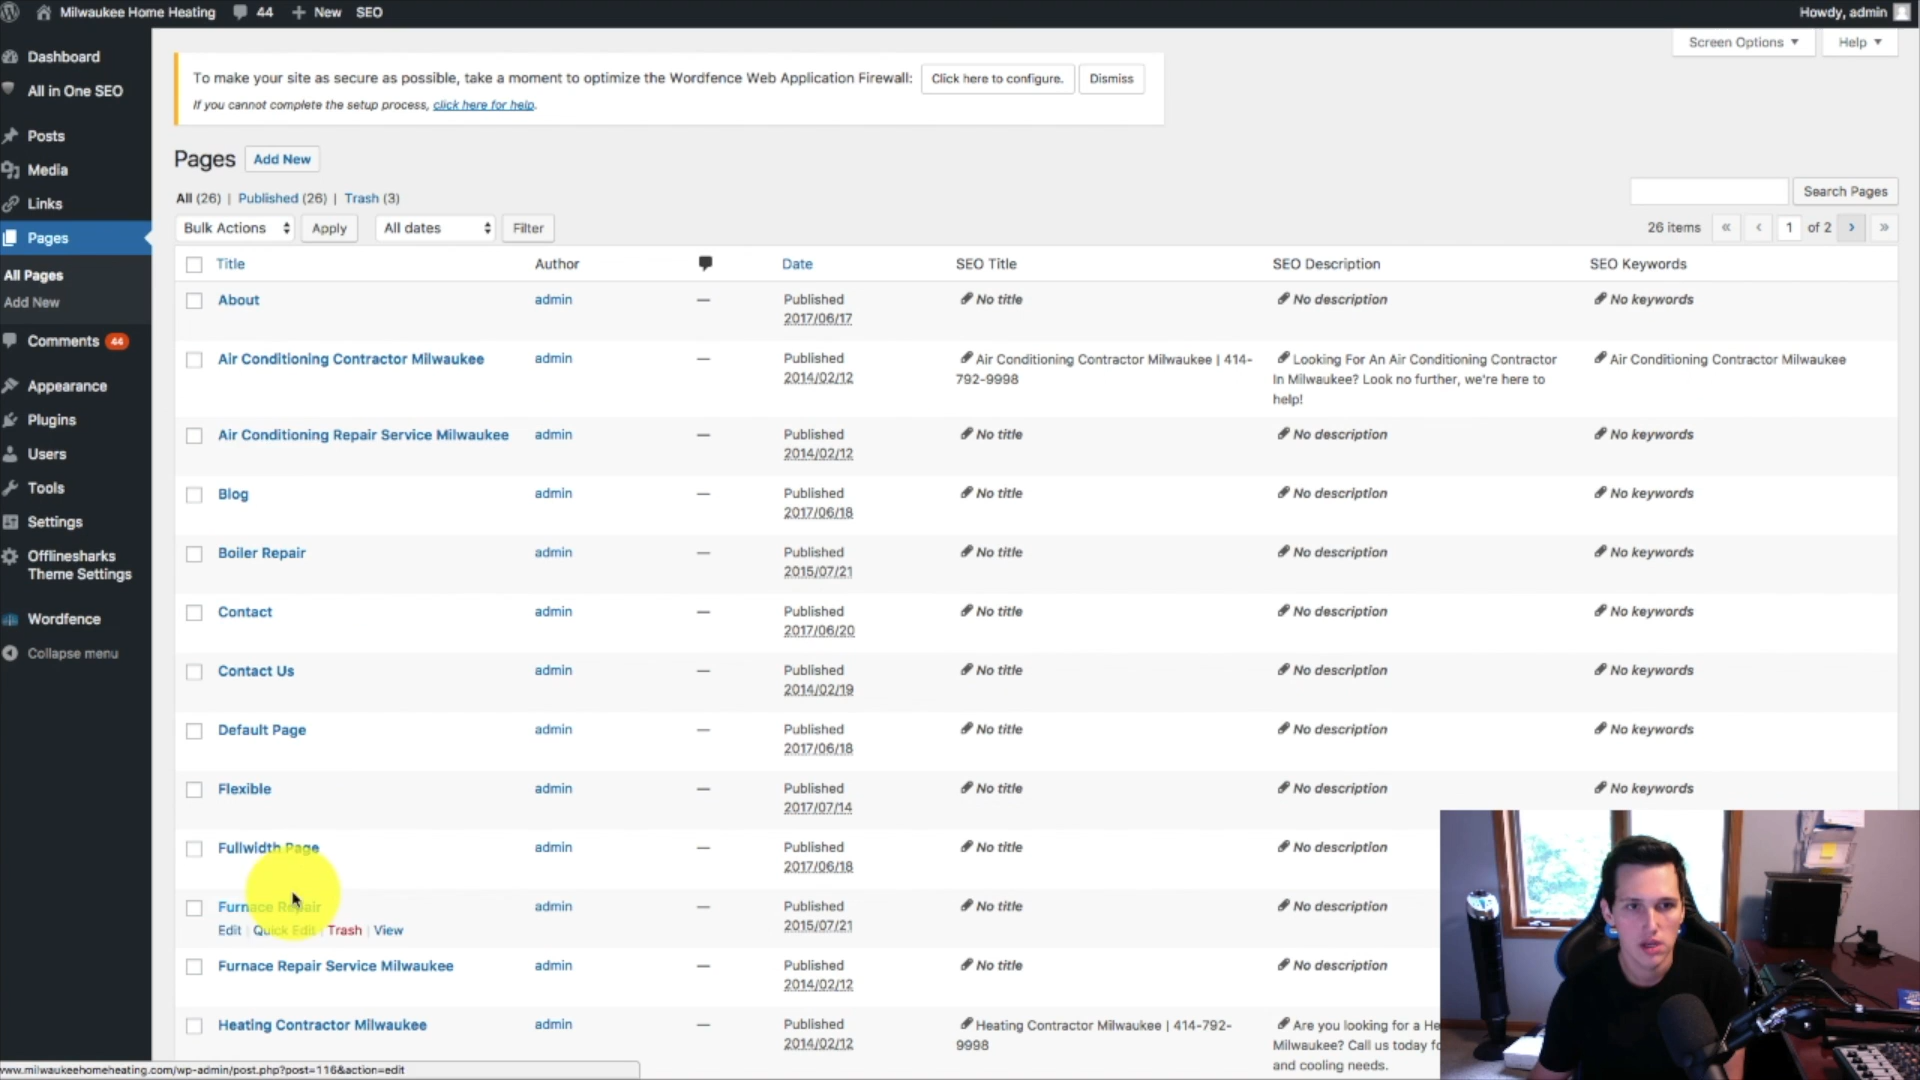 Milwaukee Home Heating 44 New SEO Howdy, admin
Dashboard
All in One SEO
Posts
Media
Links
Pages
All Pages
Add New
Comments 44
Appearance
Plugins
Users
Tools
Settings
Offlinesharks
Theme Settings
Wordfence
Collapse menu
Screen Options Help
To make your site as secure as possible, take a moment to optimize the Wordfence Web Application Firewall: Click here to configure. Dismiss
If you cannot complete the setup process, click here for help.
Pages Add New
All (26) | Published (26) | Trash (3)
Search Pages
Bulk Actions Apply All dates Filter
26 items « ‹ 1 of 2 › »
Title Author Date SEO Title SEO Description SEO Keywords
About admin — Published No title No description No keywords
2017/06/17
Air Conditioning Contractor Milwaukee admin — Published Air Conditioning Contractor Milwaukee | 414- Looking For An Air Conditioning Contractor Air Conditioning Contractor Milwaukee
2014/02/12 792-9998 In Milwaukee? Look no further, we're here to
help!
Air Conditioning Repair Service Milwaukee admin — Published No title No description No keywords
2014/02/12
Blog admin — Published No title No description No keywords
2017/06/18
Boiler Repair admin — Published No title No description No keywords
2015/07/21
Contact admin — Published No title No description No keywords
2017/06/20
Contact Us admin — Published No title No description No keywords
2014/02/19
Default Page admin — Published No title No description No keywords
2017/06/18
Flexible admin — Published No title No description No keywords
2017/07/14
Fullwidth Page admin — Published No title No description
2017/06/18
Furnace Repair admin — Published No title No description
Edit | Quick Edit | Trash | View 2015/07/21
Furnace Repair Service Milwaukee admin — Published No title No description
2014/02/12
Heating Contractor Milwaukee admin — Published Heating Contractor Milwaukee | 414-792- Are you looking for a He
2014/02/12 9998 Milwaukee? Call us today fo
and cooling needs.
www.milwaukeehomeheating.com/wp-admin/post.php?post=116&action=edit